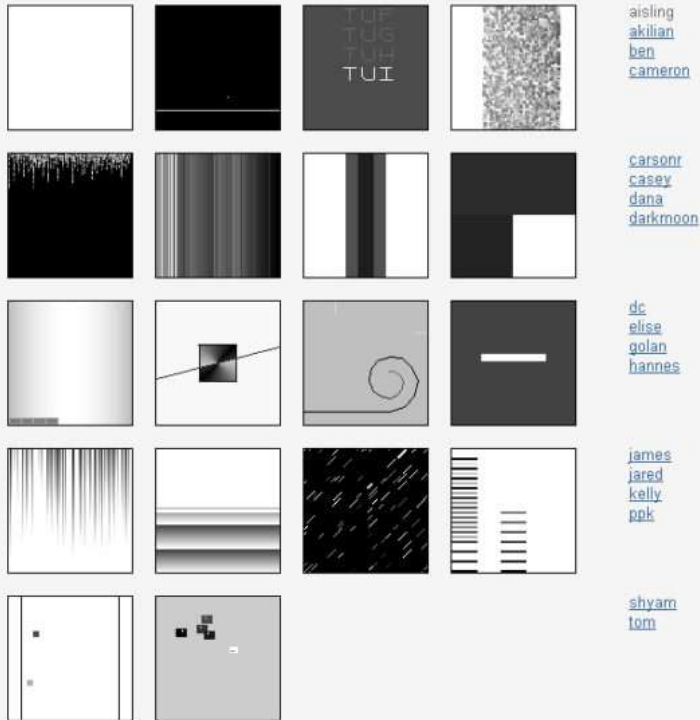 TUF
TUG
TUH
TUI
aisling
akilian
ben
cameron
carsonr
casey
dana
darkmoon
dc
elise
golan
hannes
james
jared
kelly
ppk
shyam
tom